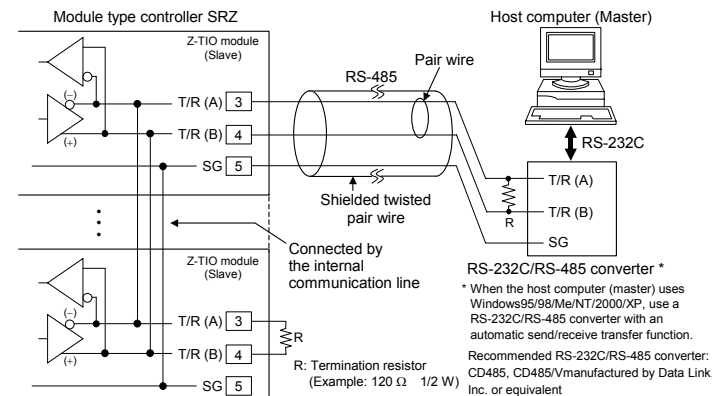 Module type controller SRZ
Host computer (Master)
Z-TIO module
(Slave)
Pair wire
RS-485
(–)
T/R (A) 3
T/R (B) 4
(+)
SG 5
RS-232C
T/R (A)
R
T/R (B)
SG
Shielded twisted
pair wire
Connected by
the internal
communication line
RS-232C/RS-485 converter *
* When the host computer (master) uses
Windows95/98/Me/NT/2000/XP, use a
RS-232C/RS-485 converter with an
automatic send/receive transfer function.
Recommended RS-232C/RS-485 converter:
CD485, CD485/Vmanufactured by Data Link,
Inc. or equivalent
Z-TIO module
(Slave)
(–)
T/R (A) 3
R
T/R (B) 4
(+)
SG 5
R: Termination resistor
(Example: 120 Ω 1/2 W)